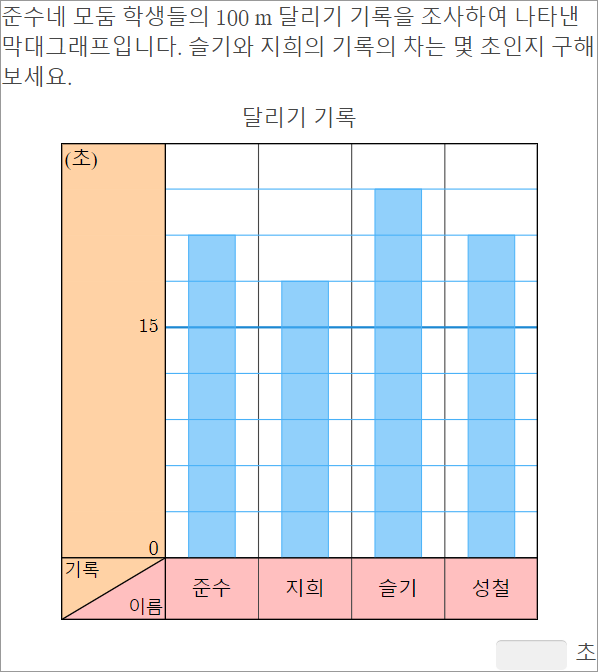 준수네 모둠 학생들의 100 m 달리기 기록을 조사하여 나타낸
막대그래프입니다. 슬기와 지희의 기록의 차는 몇 초인지 구해
보세요.
달리기 기록
(초)
15
0
기록
이름
준수 지희 슬기 성철
초